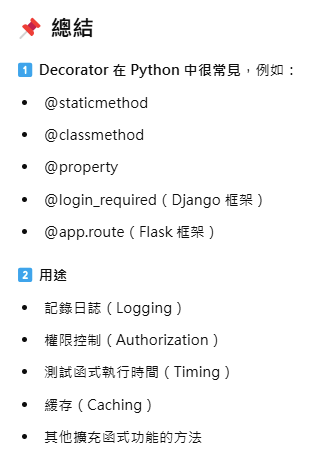 📌 總結
1️⃣ Decorator 在 Python 中很常見，例如：
• @staticmethod
• @classmethod
• @property
• @login_required（Django 框架）
• @app.route（Flask 框架）
2️⃣ 用途
• 記錄日誌（Logging）
• 權限控制（Authorization）
• 測試函式執行時間（Timing）
• 緩存（Caching）
• 其他擴充函式功能的方法